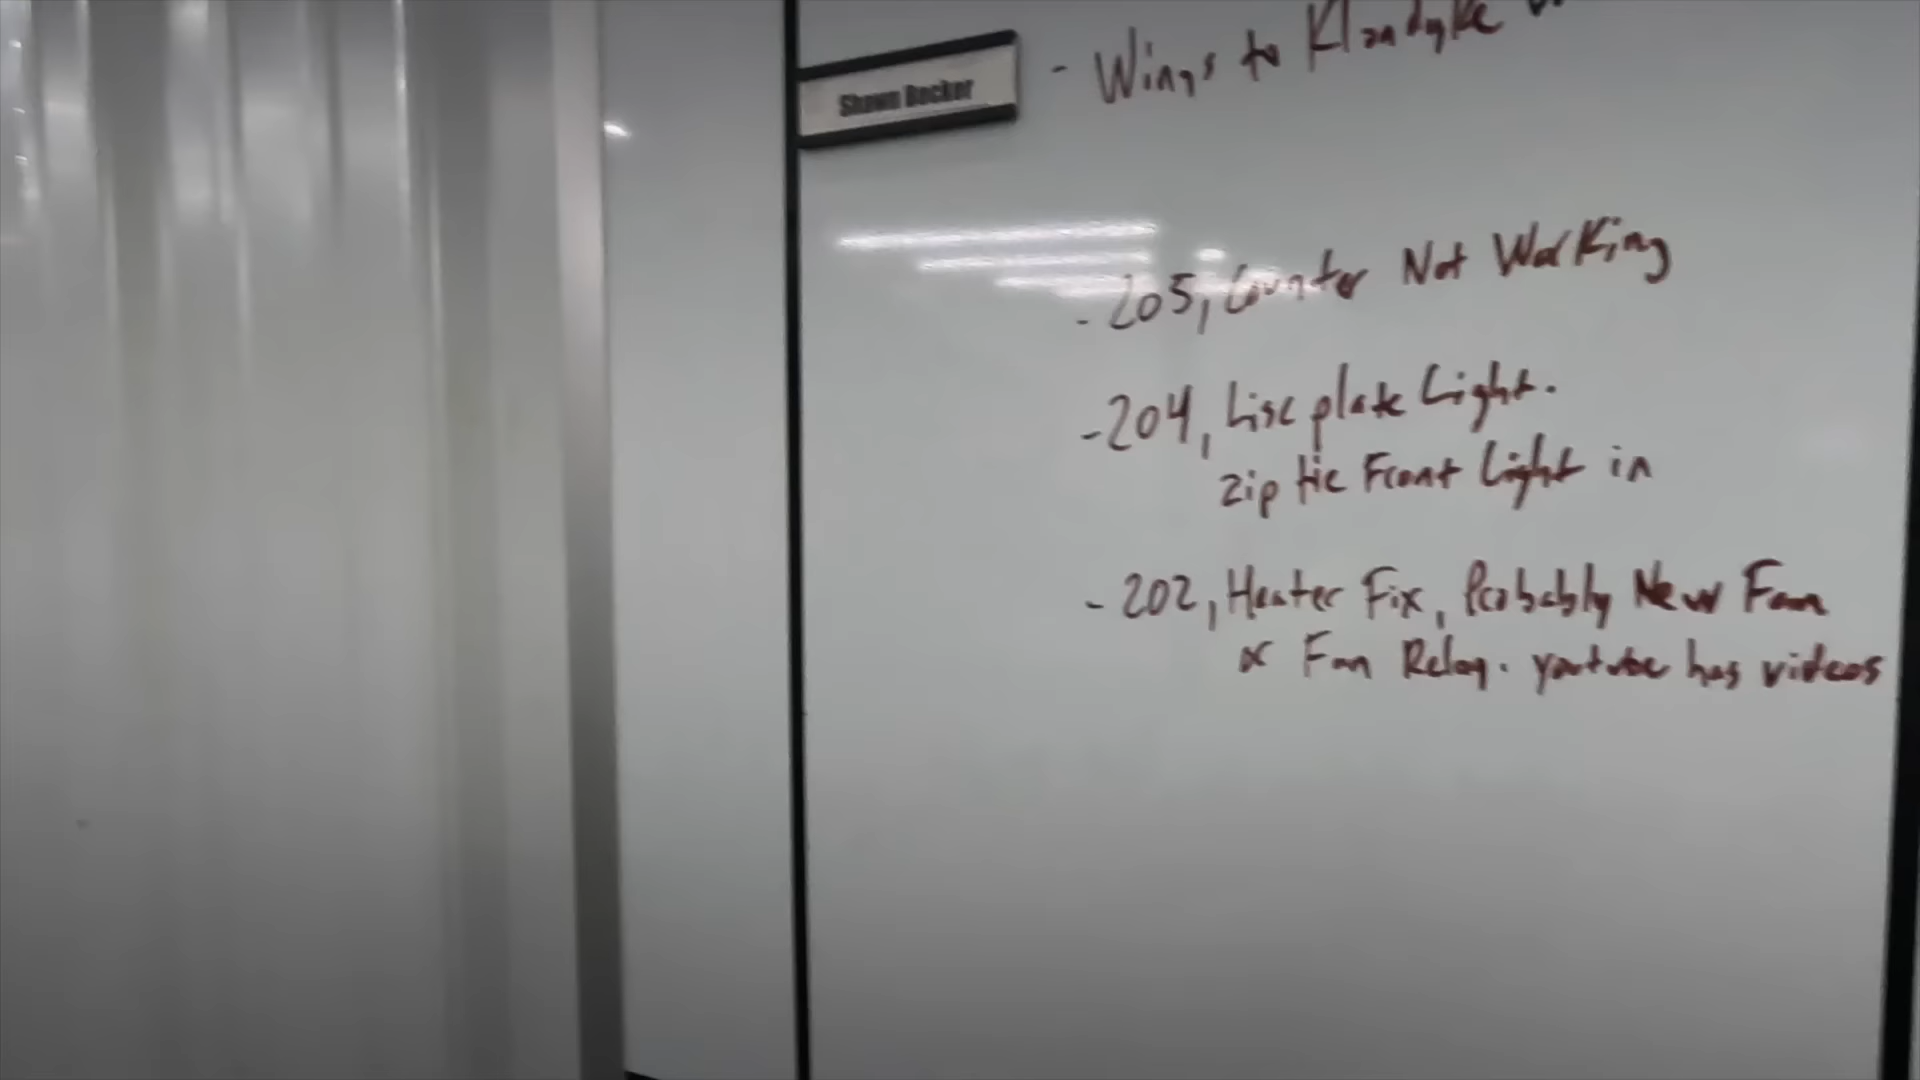 Shawn Becker
- Wings to Klondyke
- 205, Counter Not Working
- 204, Lisc plate Light.
zip tie Front Light in
- 202, Heater Fix, Probably New Fan
or Fan Relay. youtube has videos